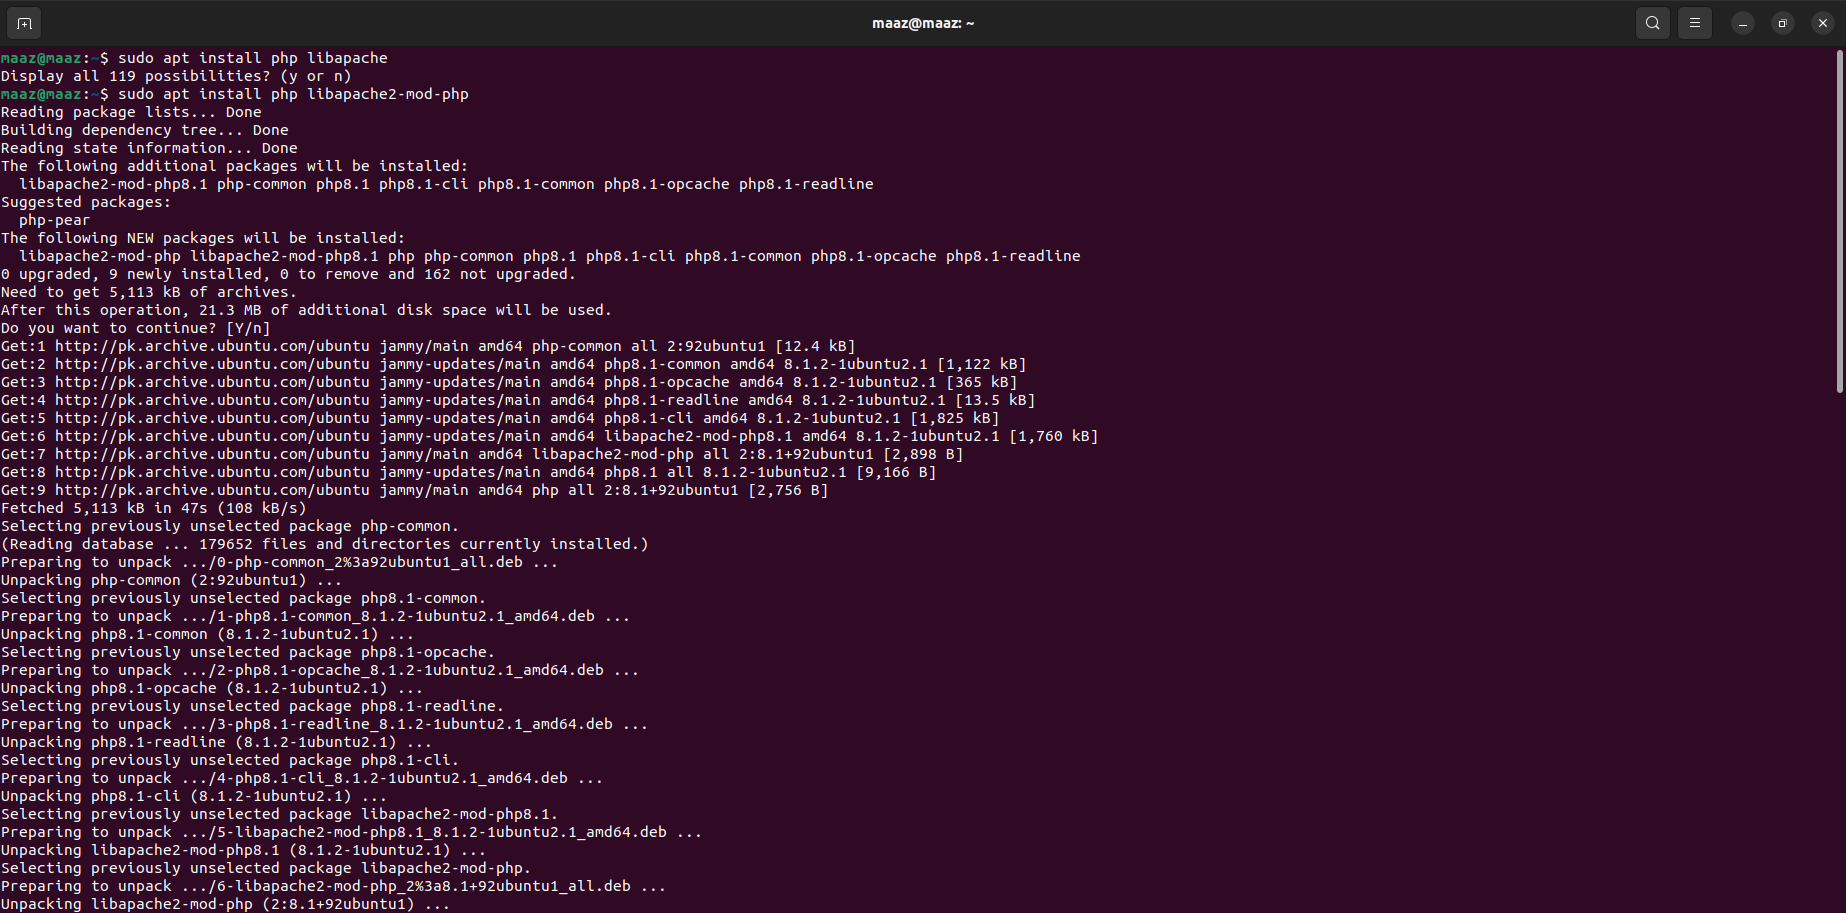 maaz@maaz: ~
maaz@maaz:~$ sudo apt install php libapache
Display all 119 possibilities? (y or n)
maaz@maaz:~$ sudo apt install php libapache2-mod-php
Reading package lists... Done
Building dependency tree... Done
Reading state information... Done
The following additional packages will be installed:
  libapache2-mod-php8.1 php-common php8.1 php8.1-cli php8.1-common php8.1-opcache php8.1-readline
Suggested packages:
  php-pear
The following NEW packages will be installed:
  libapache2-mod-php libapache2-mod-php8.1 php php-common php8.1 php8.1-cli php8.1-common php8.1-opcache php8.1-readline
0 upgraded, 9 newly installed, 0 to remove and 162 not upgraded.
Need to get 5,113 kB of archives.
After this operation, 21.3 MB of additional disk space will be used.
Do you want to continue? [Y/n]
Get:1 http://pk.archive.ubuntu.com/ubuntu jammy/main amd64 php-common all 2:92ubuntu1 [12.4 kB]
Get:2 http://pk.archive.ubuntu.com/ubuntu jammy-updates/main amd64 php8.1-common amd64 8.1.2-1ubuntu2.1 [1,122 kB]
Get:3 http://pk.archive.ubuntu.com/ubuntu jammy-updates/main amd64 php8.1-opcache amd64 8.1.2-1ubuntu2.1 [365 kB]
Get:4 http://pk.archive.ubuntu.com/ubuntu jammy-updates/main amd64 php8.1-readline amd64 8.1.2-1ubuntu2.1 [13.5 kB]
Get:5 http://pk.archive.ubuntu.com/ubuntu jammy-updates/main amd64 php8.1-cli amd64 8.1.2-1ubuntu2.1 [1,825 kB]
Get:6 http://pk.archive.ubuntu.com/ubuntu jammy-updates/main amd64 libapache2-mod-php8.1 amd64 8.1.2-1ubuntu2.1 [1,760 kB]
Get:7 http://pk.archive.ubuntu.com/ubuntu jammy/main amd64 libapache2-mod-php all 2:8.1+92ubuntu1 [2,898 B]
Get:8 http://pk.archive.ubuntu.com/ubuntu jammy-updates/main amd64 php8.1 all 8.1.2-1ubuntu2.1 [9,166 B]
Get:9 http://pk.archive.ubuntu.com/ubuntu jammy/main amd64 php all 2:8.1+92ubuntu1 [2,756 B]
Fetched 5,113 kB in 47s (108 kB/s)
Selecting previously unselected package php-common.
(Reading database ... 179652 files and directories currently installed.)
Preparing to unpack .../0-php-common_2%3a92ubuntu1_all.deb ...
Unpacking php-common (2:92ubuntu1) ...
Selecting previously unselected package php8.1-common.
Preparing to unpack .../1-php8.1-common_8.1.2-1ubuntu2.1_amd64.deb ...
Unpacking php8.1-common (8.1.2-1ubuntu2.1) ...
Selecting previously unselected package php8.1-opcache.
Preparing to unpack .../2-php8.1-opcache_8.1.2-1ubuntu2.1_amd64.deb ...
Unpacking php8.1-opcache (8.1.2-1ubuntu2.1) ...
Selecting previously unselected package php8.1-readline.
Preparing to unpack .../3-php8.1-readline_8.1.2-1ubuntu2.1_amd64.deb ...
Unpacking php8.1-readline (8.1.2-1ubuntu2.1) ...
Selecting previously unselected package php8.1-cli.
Preparing to unpack .../4-php8.1-cli_8.1.2-1ubuntu2.1_amd64.deb ...
Unpacking php8.1-cli (8.1.2-1ubuntu2.1) ...
Selecting previously unselected package libapache2-mod-php8.1.
Preparing to unpack .../5-libapache2-mod-php8.1_8.1.2-1ubuntu2.1_amd64.deb ...
Unpacking libapache2-mod-php8.1 (8.1.2-1ubuntu2.1) ...
Selecting previously unselected package libapache2-mod-php.
Preparing to unpack .../6-libapache2-mod-php_2%3a8.1+92ubuntu1_all.deb ...
Unpacking libapache2-mod-php (2:8.1+92ubuntu1) ...